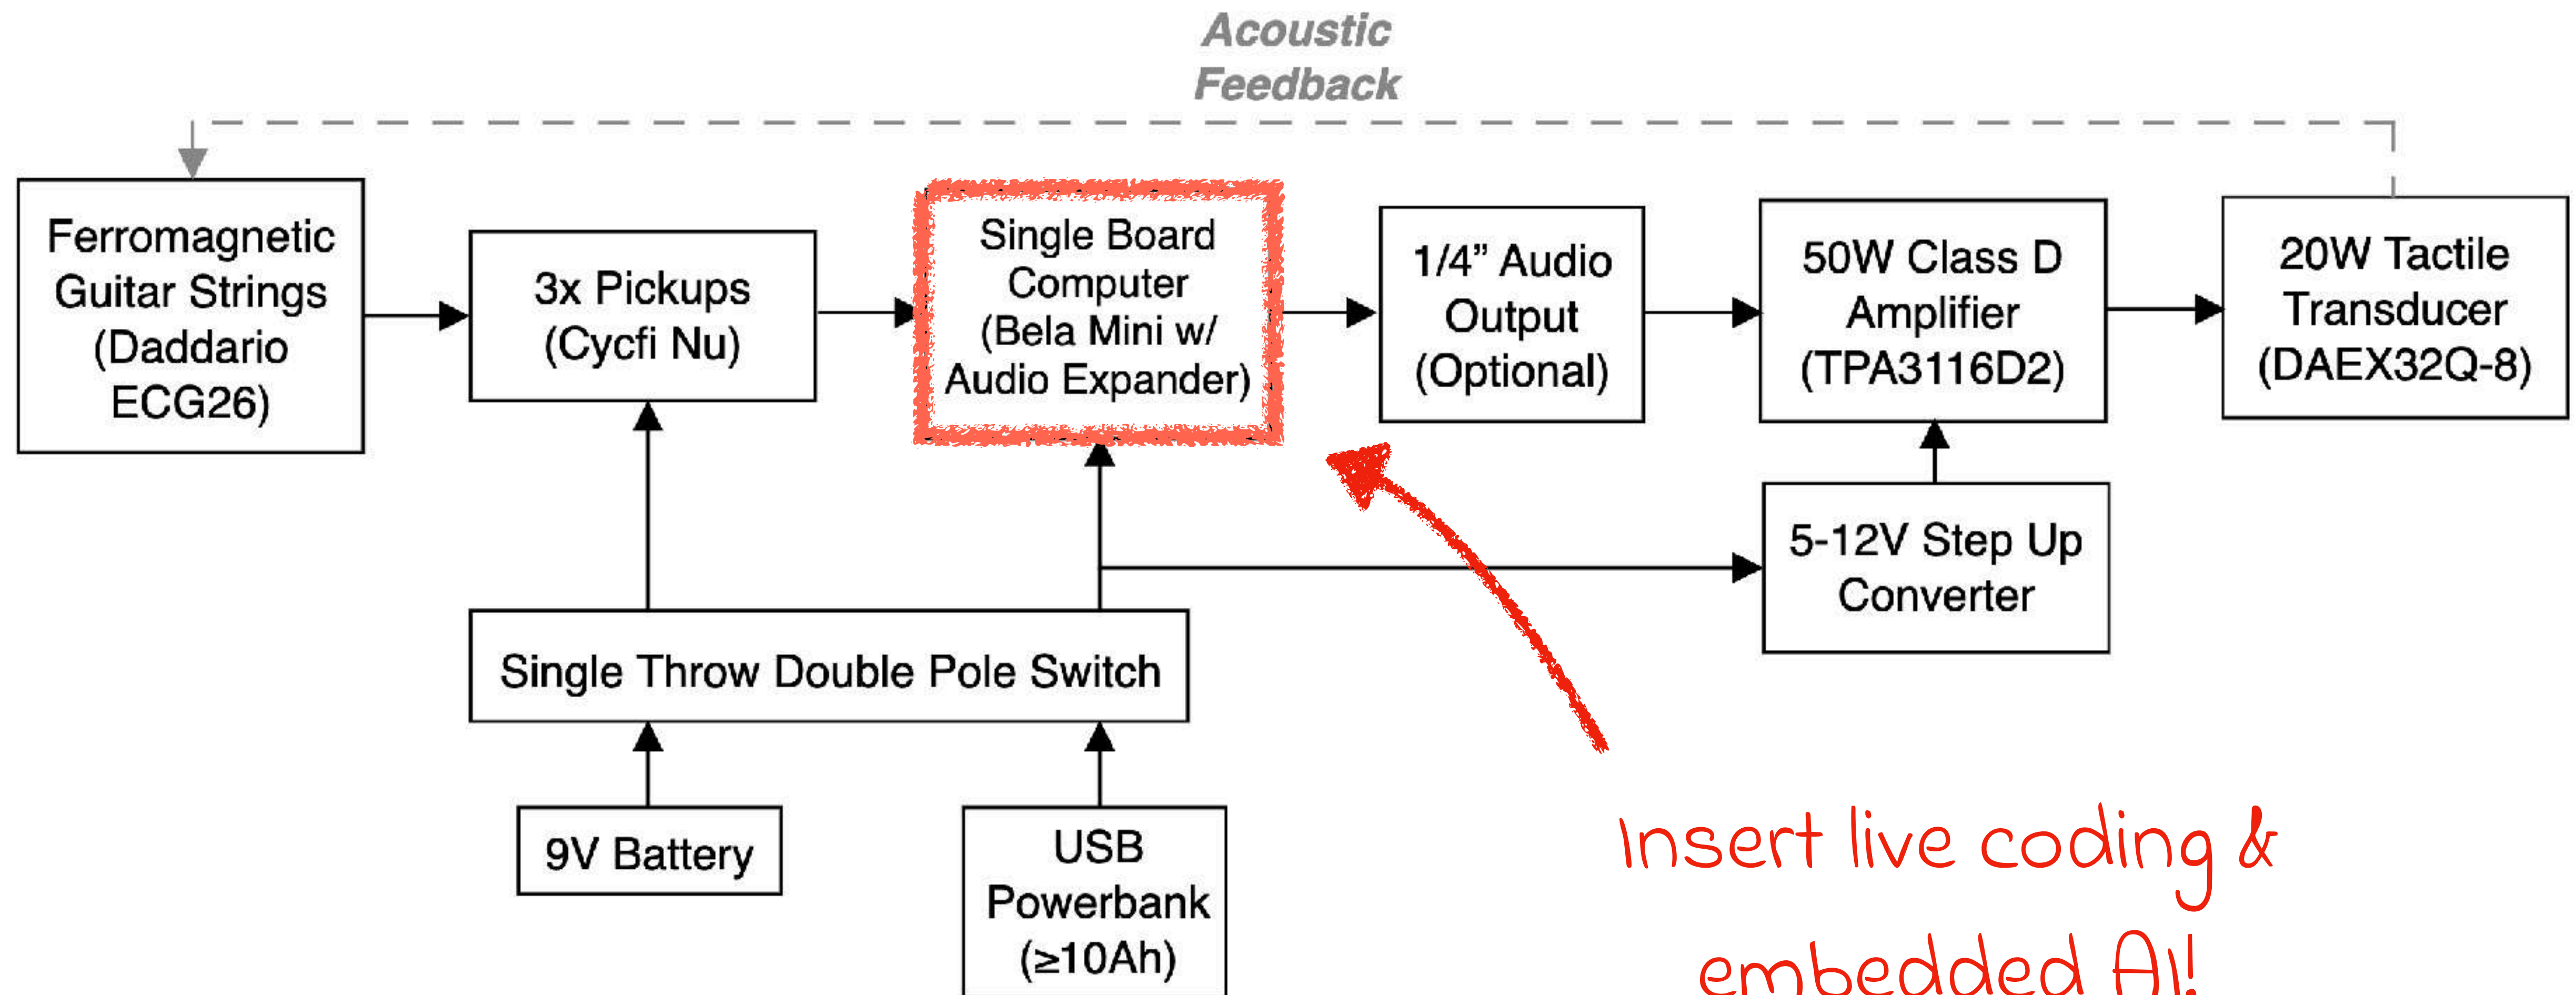 Acoustic
Feedback
Ferromagnetic
Guitar Strings
(Daddario
ECG26)
3x Pickups
(Cycfi Nu)
Single Board
Computer
(Bela Mini w/
Audio Expander)
1/4” Audio
Output
(Optional)
50W Class D
Amplifier
(TPA3116D2)
20W Tactile
Transducer
(DAEX32Q-8)
5-12V Step Up
Converter
Single Throw Double Pole Switch
9V Battery
USB
Powerbank
(≥10Ah)
Insert live coding &
embedded AI!